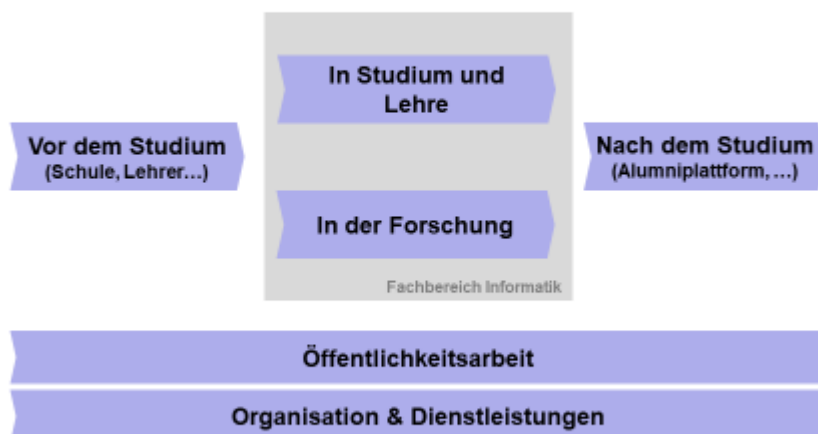 In Studium und
Lehre
Vor dem Studium
(Schule, Lehrer...)
Nach dem Studium
(Alumniplattform, ...)
In der Forschung
Fachbereich Informatik
Öffentlichkeitsarbeit
Organisation & Dienstleistungen